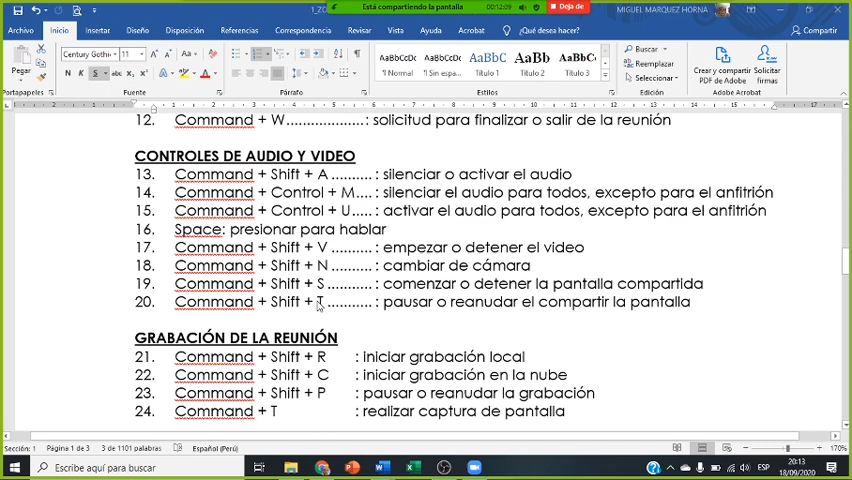 Está compartiendo la pantalla
00:12:09
Deja de
MIGUEL MARQUEZ HORNA
Archivo Inicio Insertar Diseño Disposición Referencias Correspondencia Revisar Vista Ayuda Acrobat ¿Qué desea hacer? Compartir
Pegar
Century Gothi 11 A A Aa
N K S abc x₂ x² A
AaBbCcDc AaBbCcDc AaBbC AaBb AaBbC
¶ Normal ¶ Sin espa... Título 1 Título 2 Título 3
Buscar
Reemplazar
Seleccionar
Crear y compartir PDF de Adobe
Solicitar firmas
Portapapeles Fuente Párrafo Estilos Edición Adobe Acrobat
12. Command + W...................: solicitud para finalizar o salir de la reunión
CONTROLES DE AUDIO Y VIDEO
13. Command + Shift + A .......... : silenciar o activar el audio
14. Command + Control + M.... : silenciar el audio para todos, excepto para el anfitrión
15. Command + Control + U..... : activar el audio para todos, excepto para el anfitrión
16. Space: presionar para hablar
17. Command + Shift + V .......... : empezar o detener el video
18. Command + Shift + N .......... : cambiar de cámara
19. Command + Shift + S ........... : comenzar o detener la pantalla compartida
20. Command + Shift + T ........... : pausar o reanudar el compartir la pantalla
GRABACIÓN DE LA REUNIÓN
21. Command + Shift + R : iniciar grabación local
22. Command + Shift + C : iniciar grabación en la nube
23. Command + Shift + P : pausar o reanudar la grabación
24. Command + T : realizar captura de pantalla
Sección: 1 Página 1 de 3 3 de 1101 palabras Español (Perú) 170%
Escribe aquí para buscar
ESP
20:13
18/09/2020